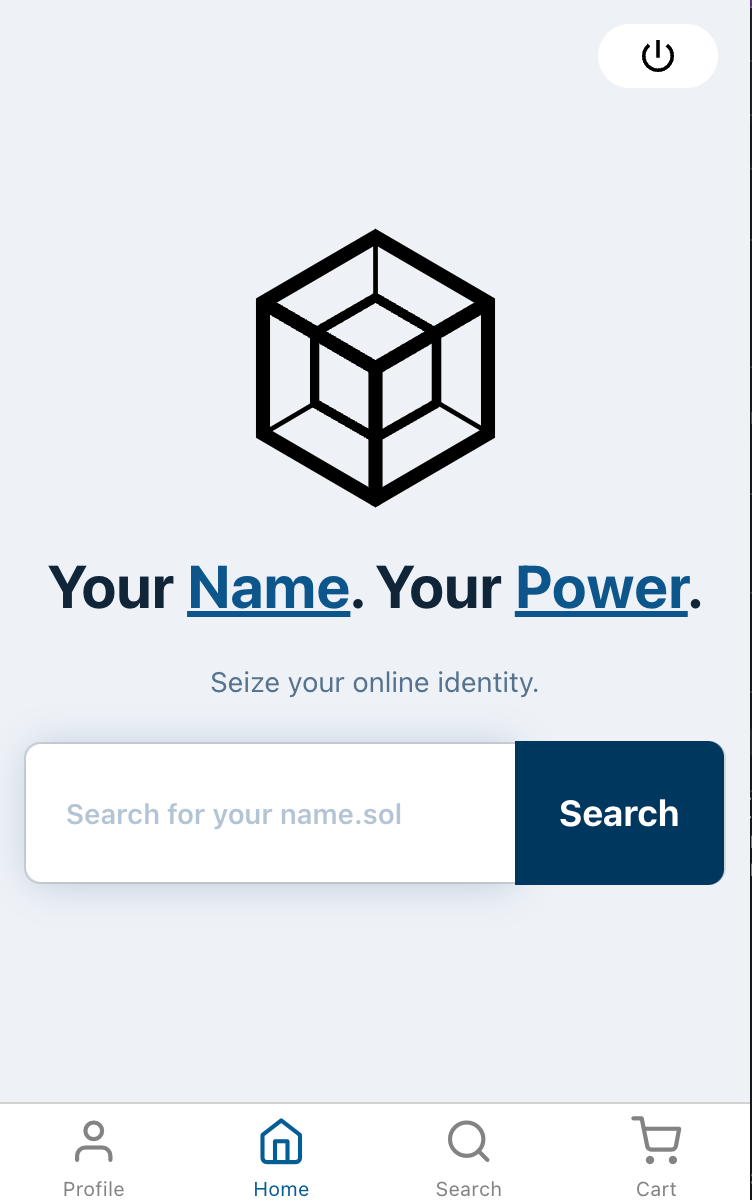 Your Name. Your Power.
Seize your online identity.
Search for your name.sol
Search
Profile
Home
Search
Cart